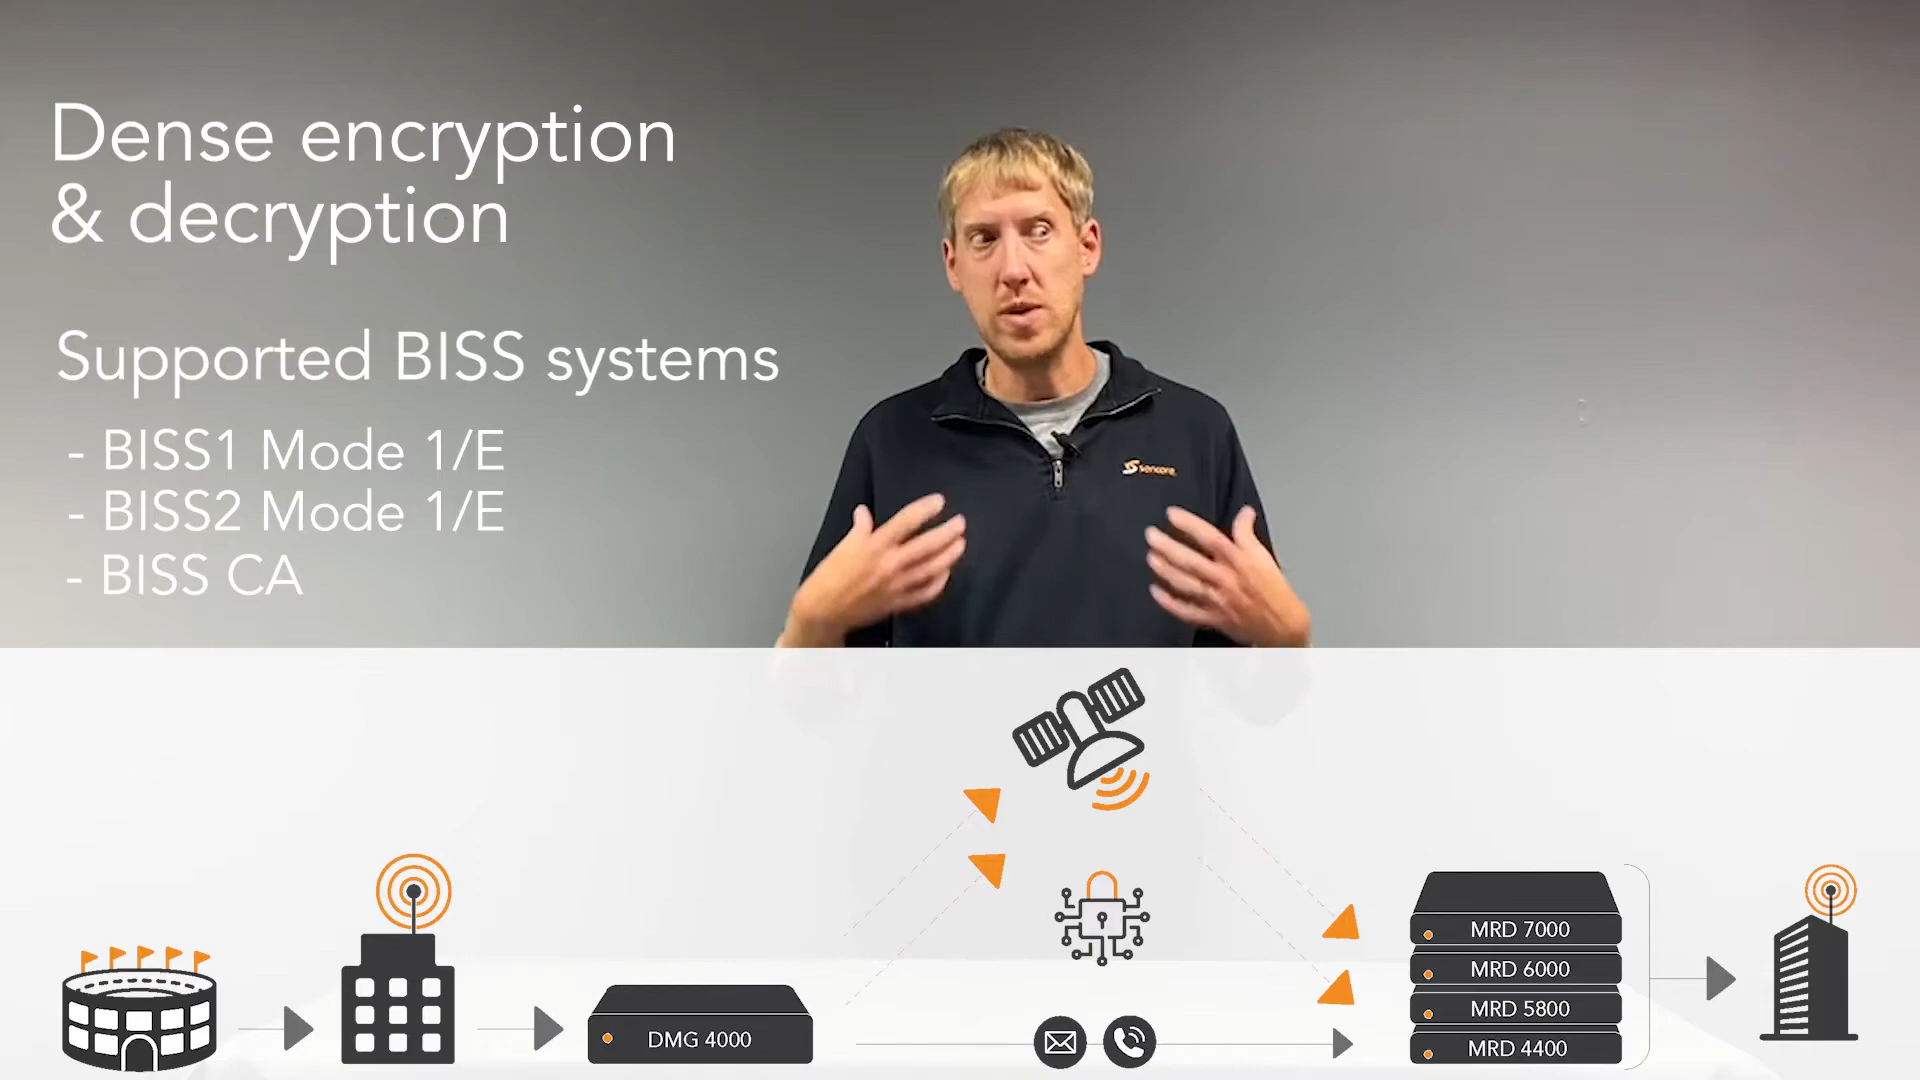 Dense encryption
& decryption
Supported BISS systems
- BISS1 Mode 1/E
- BISS2 Mode 1/E
- BISS CA
sencore
DMG 4000
MRD 7000
MRD 6000
MRD 5800
MRD 4400